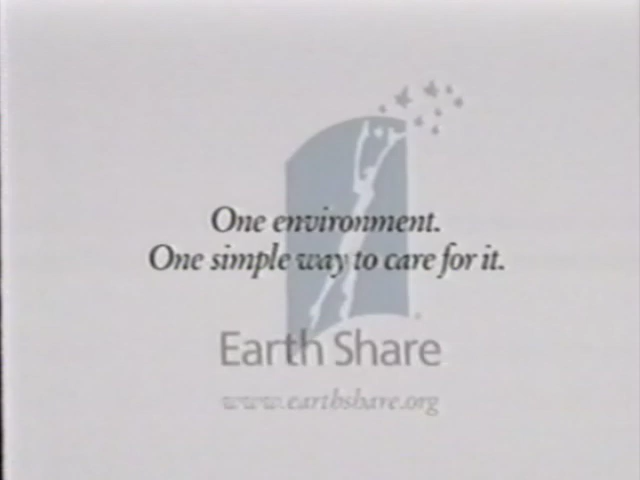 One environment.
One simple way to care for it.
Earth Share
www.earthshare.org